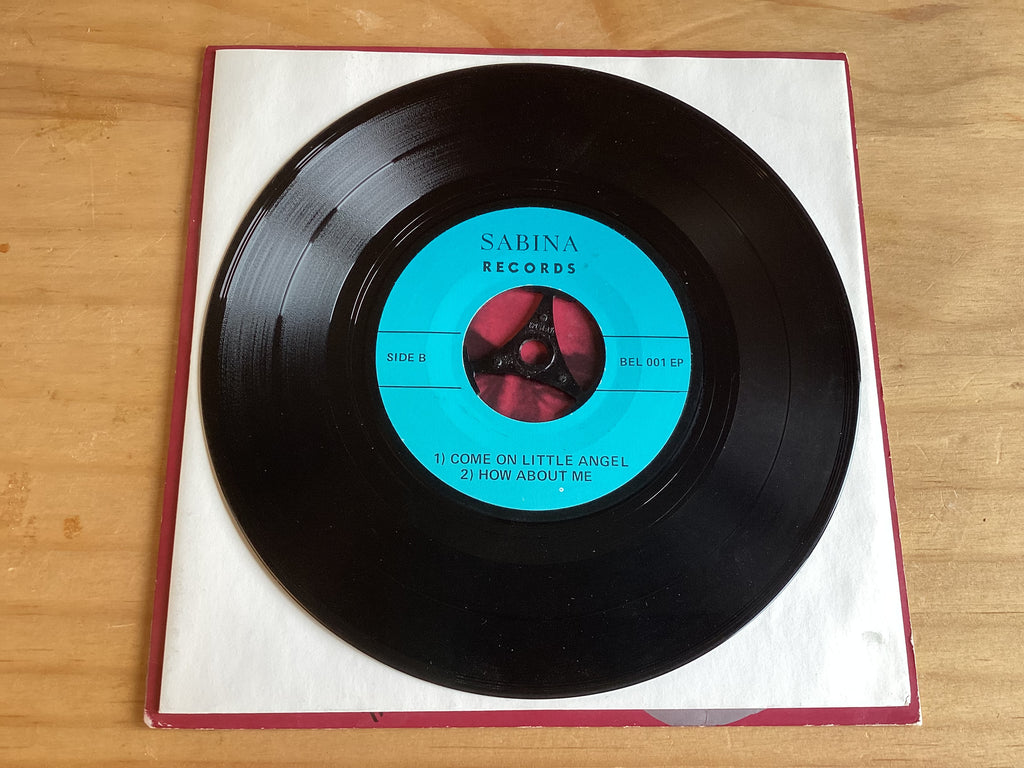 SABINA
RECORDS
SIDE B
BEL 001 EP
1) COME ON LITTLE ANGEL
2) HOW ABOUT ME